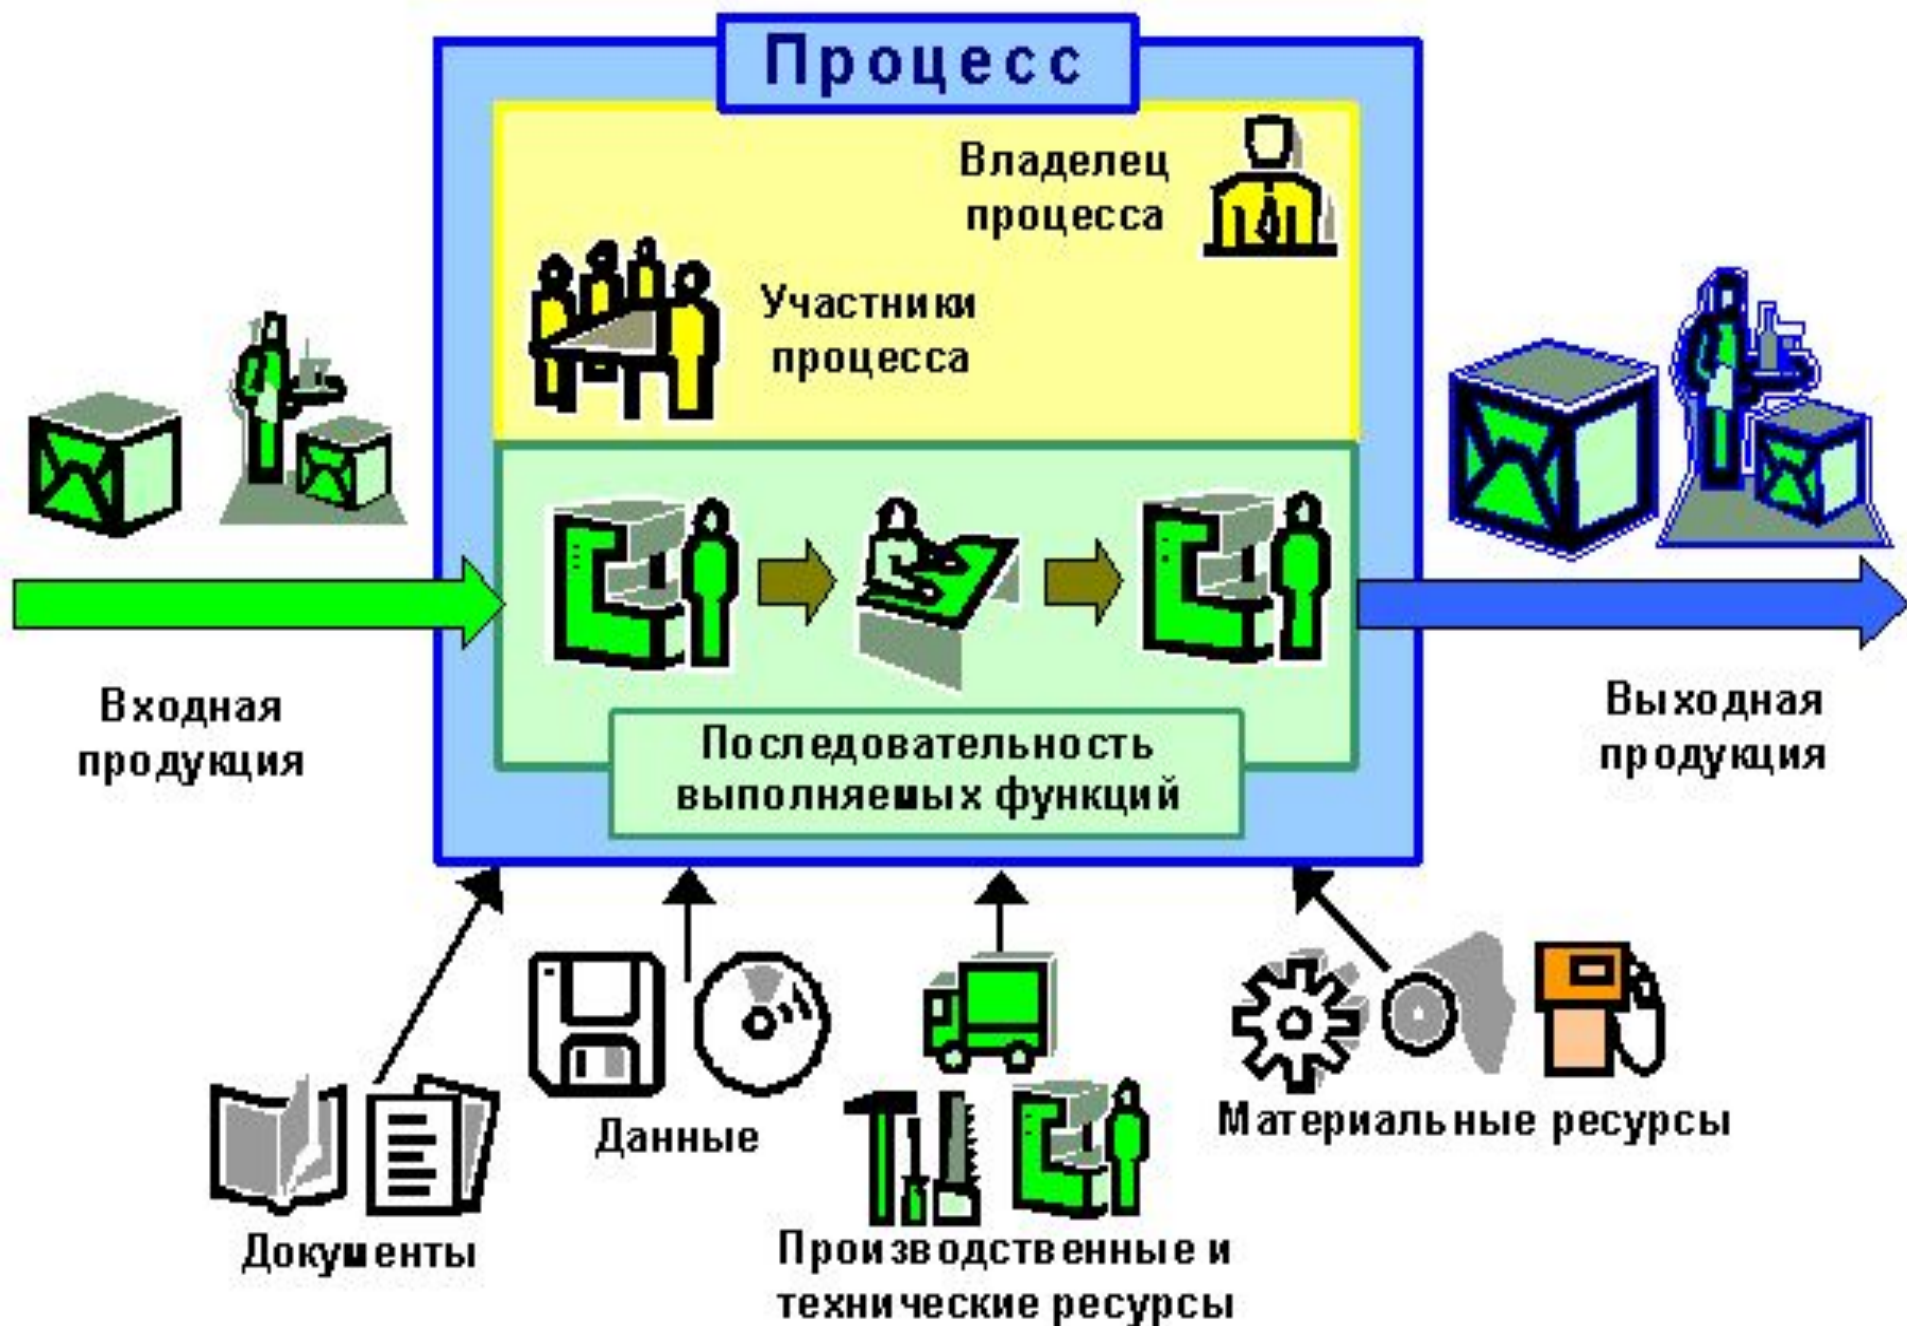 Процесс
Владелец
процесса
Участники
процесса
Входная
продукция
Последовательность
выполняемых функций
Выходная
продукция
Документы
Данные
Производственные и
технические ресурсы
Материальные ресурсы